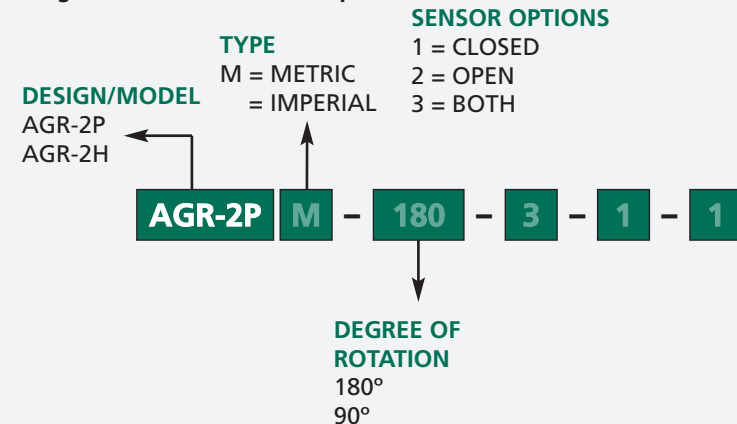 SENSOR OPTIONS
1 = CLOSED
2 = OPEN
3 = BOTH
TYPE
M = METRIC
= IMPERIAL
DESIGN/MODEL
AGR-2P
AGR-2H
AGR-2P M – 180 – 3 – 1 – 1
DEGREE OF
ROTATION
180º
90º